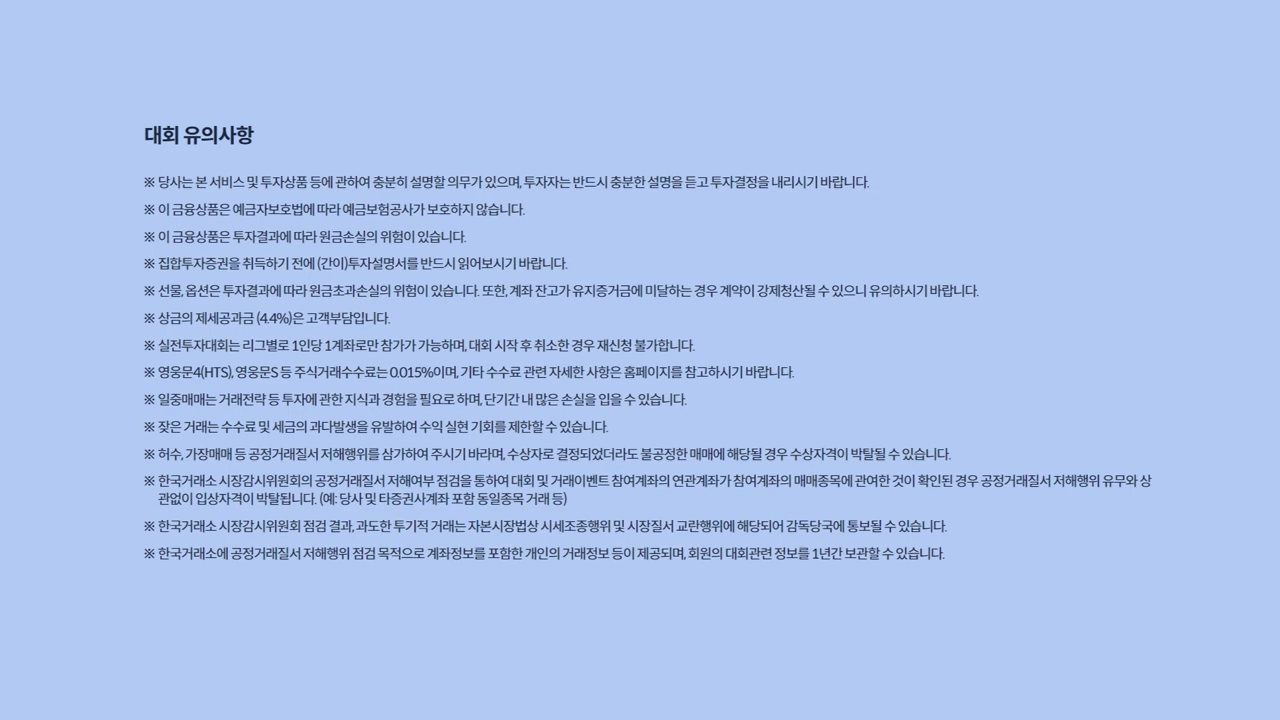 대회 유의사항
※ 당사는 본 서비스 및 투자상품 등에 관하여 충분히 설명할 의무가 있으며, 투자자는 반드시 충분한 설명을 듣고 투자결정을 내리시기 바랍니다.
※ 이 금융상품은 예금자보호법에 따라 예금보험공사가 보호하지 않습니다.
※ 이 금융상품은 투자결과에 따라 원금손실의 위험이 있습니다.
※ 집합투자증권을 취득하기 전에 (간이)투자설명서를 반드시 읽어보시기 바랍니다.
※ 선물, 옵션은 투자결과에 따라 원금초과손실의 위험이 있습니다. 또한, 계좌 잔고가 유지증거금에 미달하는 경우 계약이 강제청산될 수 있으니 유의하시기 바랍니다.
※ 상금의 제세공과금 (4.4%)은 고객부담입니다.
※ 실전투자대회는 리그별로 1인당 1계좌로만 참가가 가능하며, 대회 시작 후 취소한 경우 재신청 불가합니다.
※ 영웅문4(HTS), 영웅문S 등 주식거래수수료는 0.015%이며, 기타 수수료 관련 자세한 사항은 홈페이지를 참고하시기 바랍니다.
※ 일중매매는 거래전략 등 투자에 관한 지식과 경험을 필요로 하며, 단기간 내 많은 손실을 입을 수 있습니다.
※ 잦은 거래는 수수료 및 세금의 과다발생을 유발하여 수익 실현 기회를 제한할 수 있습니다.
※ 허수, 가장매매 등 공정거래질서 저해행위를 삼가하여 주시기 바라며, 수상자로 결정되었더라도 불공정한 매매에 해당될 경우 수상자격이 박탈될 수 있습니다.
※ 한국거래소 시장감시위원회의 공정거래질서 저해여부 점검을 통하여 대회 및 거래이벤트 참여계좌의 연관계좌가 참여계좌의 매매종목에 관여한 것이 확인된 경우 공정거래질서 저해행위 유무와 상
관없이 입상자격이 박탈됩니다. (예: 당사 및 타증권사계좌 포함 동일종목 거래 등)
※ 한국거래소 시장감시위원회 점검 결과, 과도한 투기적 거래는 자본시장법상 시세조종행위 및 시장질서 교란행위에 해당되어 감독당국에 통보될 수 있습니다.
※ 한국거래소에 공정거래질서 저해행위 점검 목적으로 계좌정보를 포함한 개인의 거래정보 등이 제공되며, 회원의 대회관련 정보를 1년간 보관할 수 있습니다.